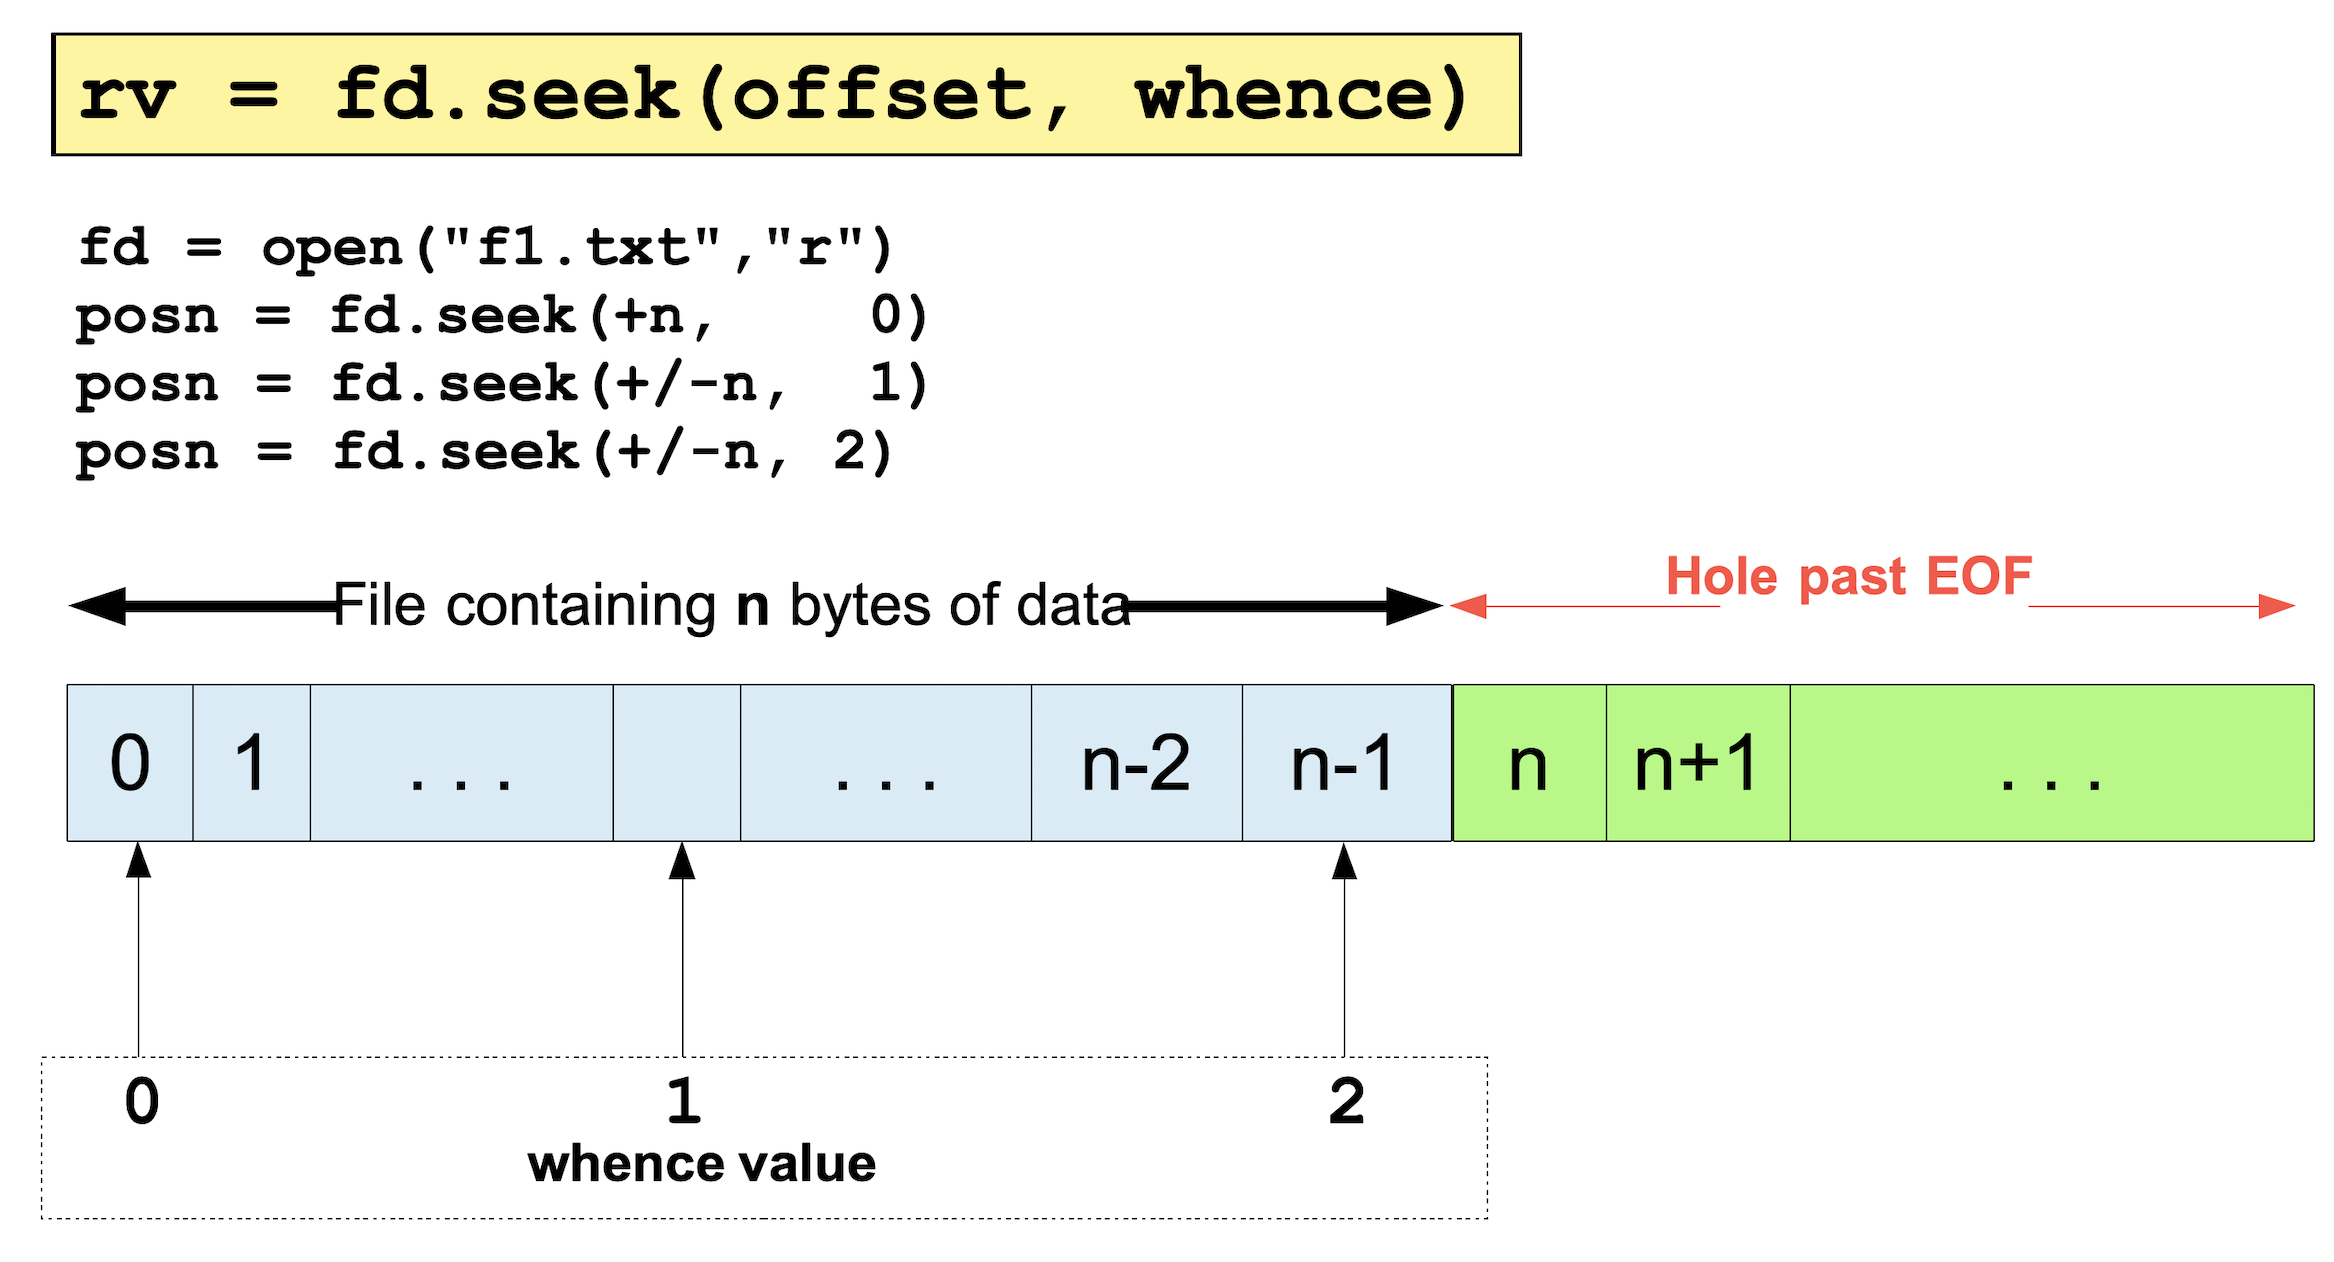 rv = fd.seek(offset, whence)
fd = open("f1.txt","r")
posn = fd.seek(+n, 0)
posn = fd.seek(+/-n, 1)
posn = fd.seek(+/-n, 2)
Hole past EOF
File containing n bytes of data
0 1 . . . . . . n-2 n-1 n n+1 . . .
0 1 2
whence value